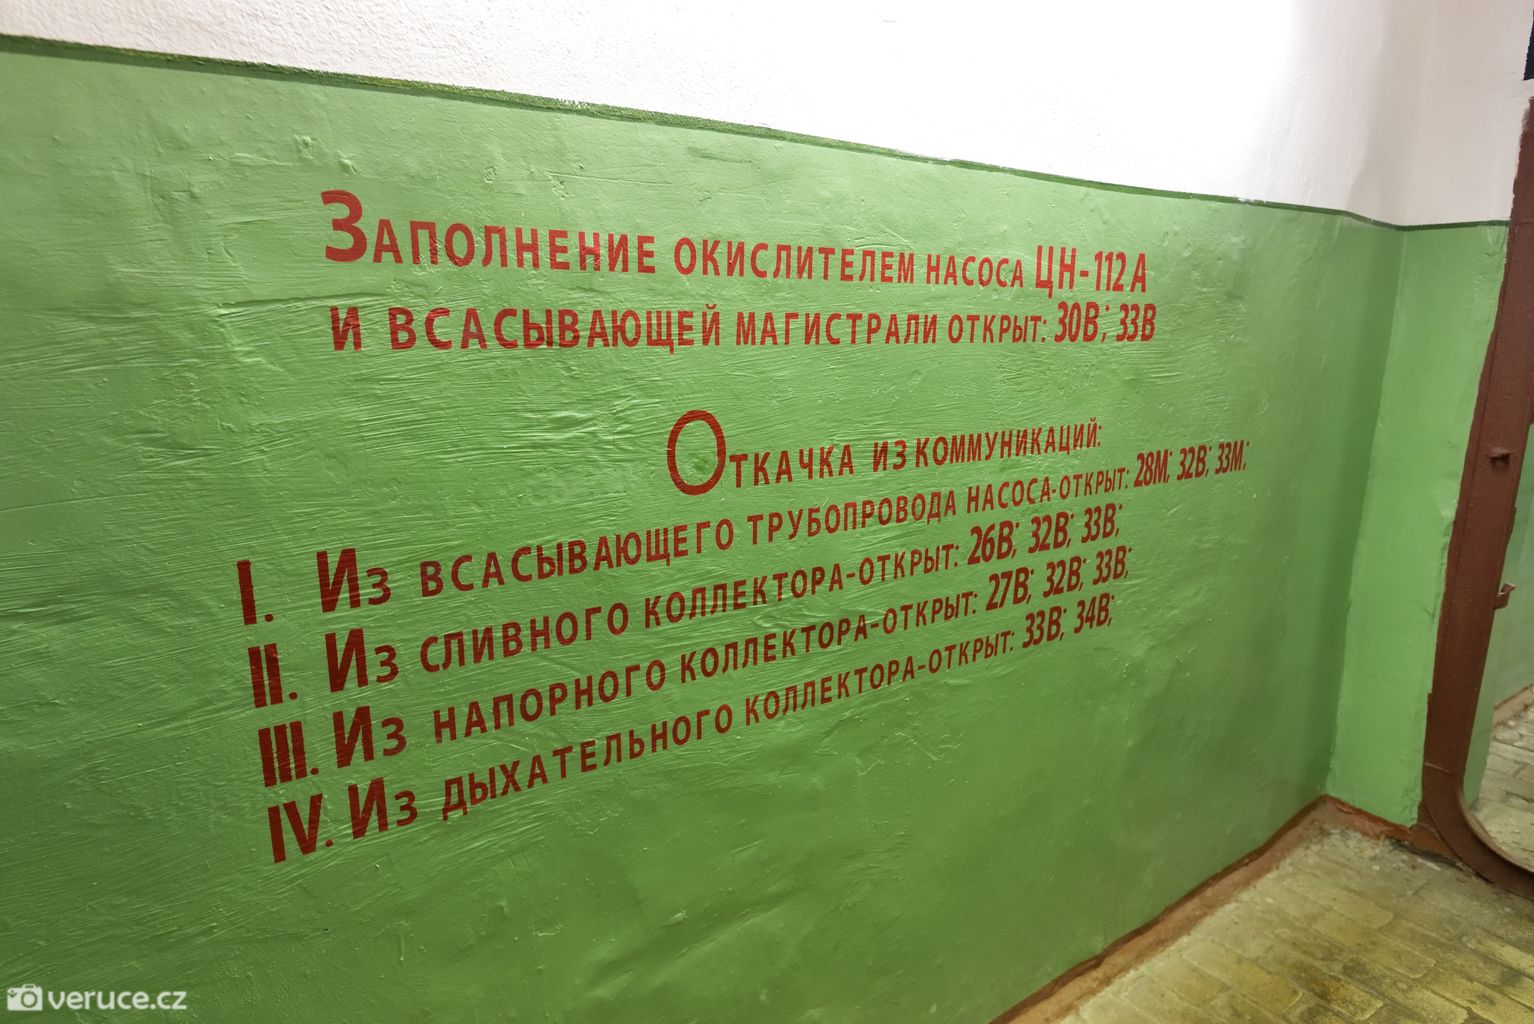 Заполнение окислителем насоса ЦН-112А
и всасывающей магистрали открыт: 30В; 33В
Откачка из коммуникаций:
I. Из всасывающего трубопровода насоса-открыт: 28М; 32В; 33М;
II. Из сливного коллектора-открыт: 26В; 32В; 33В;
III. Из напорного коллектора-открыт: 27В; 32В; 33В;
IV. Из дыхательного коллектора-открыт: 33В; 34В;
veruce.cz